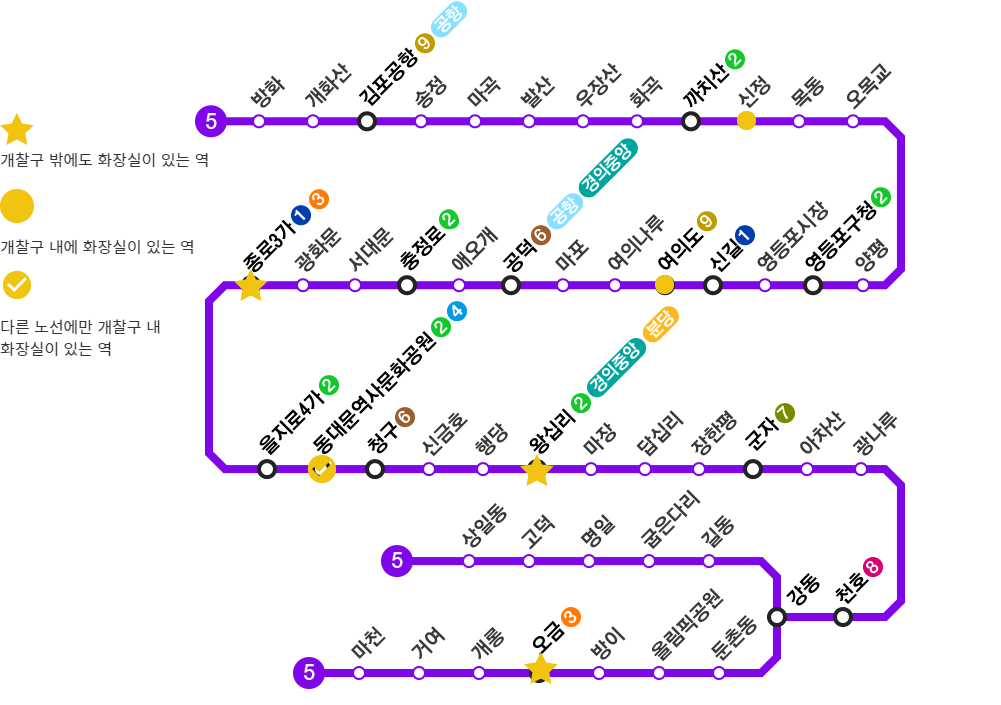 개찰구 밖에도 화장실이 있는 역
개찰구 내에 화장실이 있는 역
다른 노선에만 개찰구 내
화장실이 있는 역
5 방화 개화산 김포공항 9 공항 송정 마곡 발산 우장산 화곡 까치산 2 신정 목동 오목교
종로3가 1 3 광화문 서대문 충정로 2 애오개 공덕 6 공항 경의중앙 마포 여의나루 여의도 9 신길 1 영등포시장 영등포구청 2 양평
을지로4가 2 동대문역사문화공원 2 4 청구 6 신금호 행당 왕십리 2 경의중앙 분당 마장 답십리 장한평 군자 7 아차산 광나루
5 상일동 고덕 명일 굽은다리 길동
강동 천호 8
5 마천 거여 개롱 오금 3 방이 올림픽공원 둔촌동